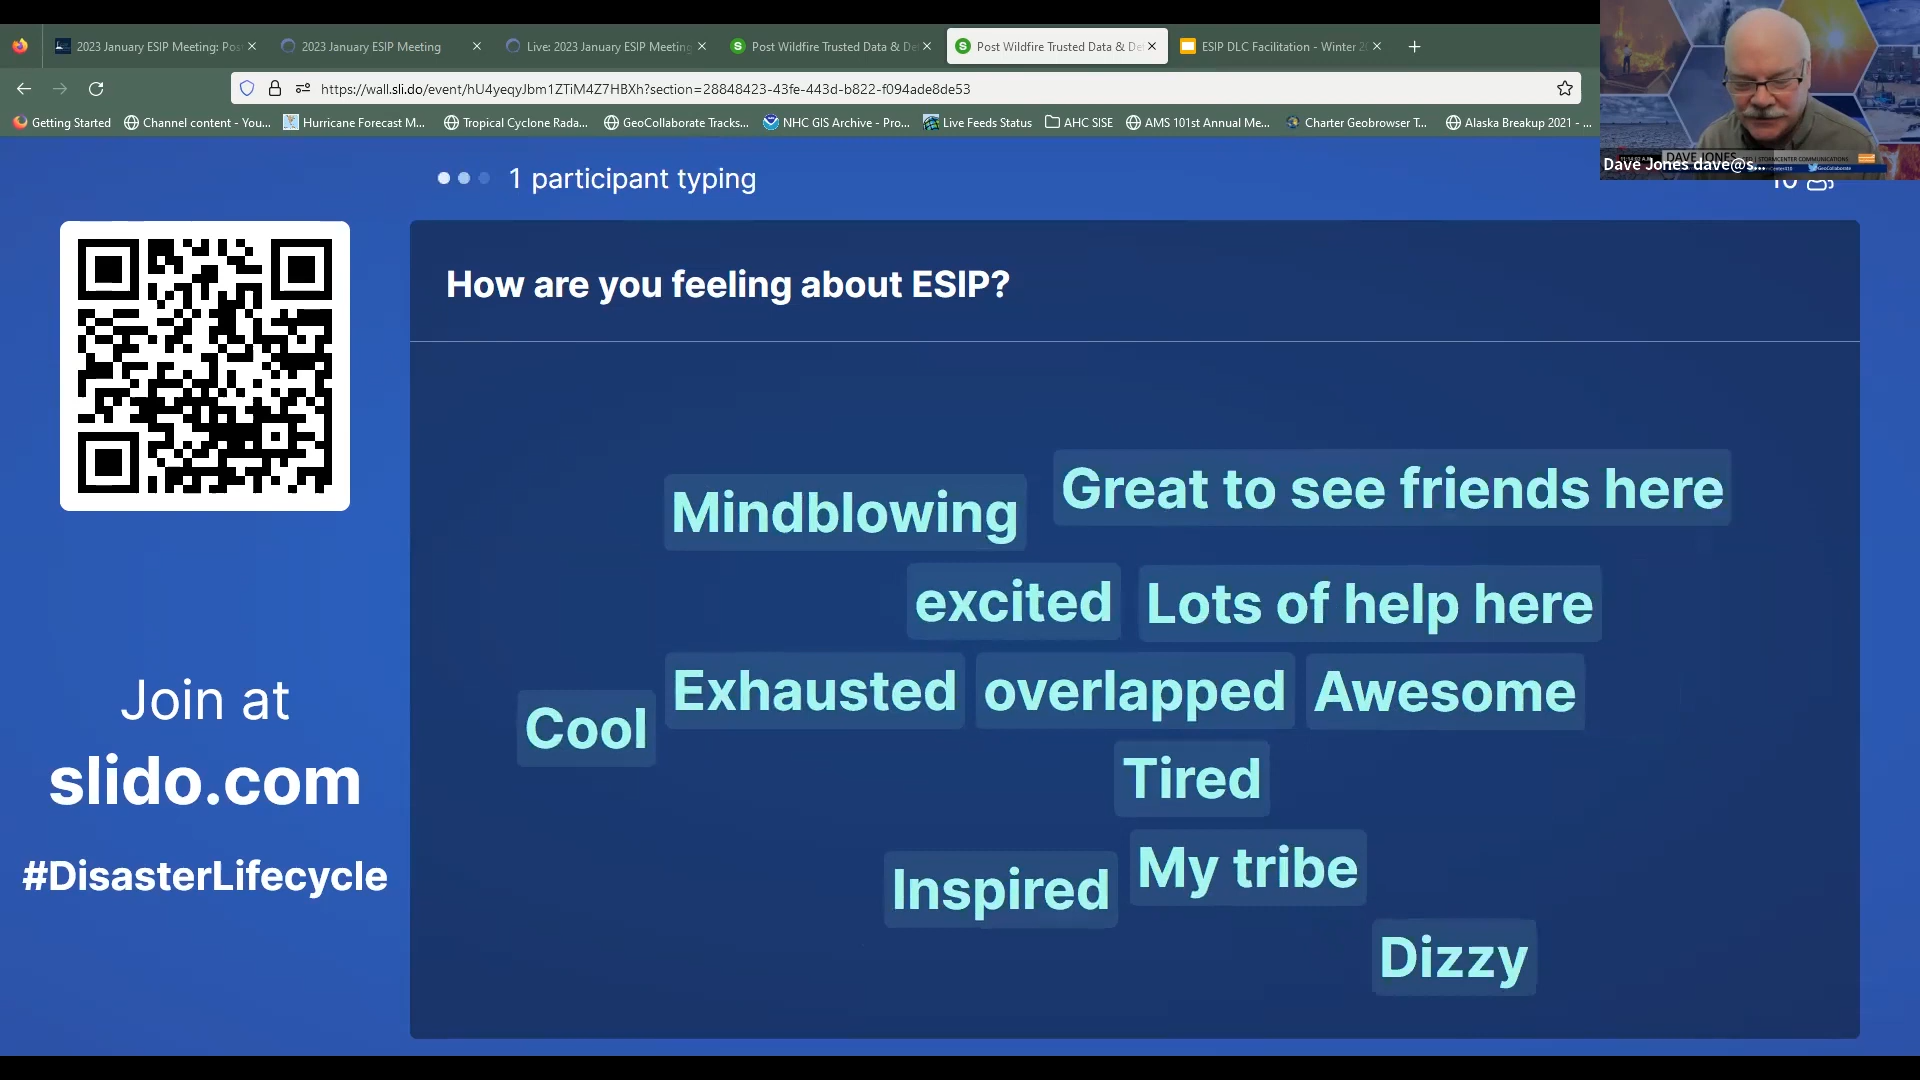 2023 January ESIP Meeting: Pos
2023 January ESIP Meeting
Live: 2023 January ESIP Meeting
Post Wildfire Trusted Data & De
Post Wildfire Trusted Data & De
ESIP DLC Facilitation - Winter 2
https://wall.sli.do/event/hU4yeqyJbm1ZTiM4Z7HBXh?section=28848423-43fe-443d-b822-f094ade8de53
Getting Started
Channel content - You...
Hurricane Forecast M...
Tropical Cyclone Rada...
GeoCollaborate Tracks...
NHC GIS Archive - Pro...
Live Feeds Status
AHC SISE
AMS 101st Annual Me...
Charter Geobrowser T...
Alaska Breakup 2021 - ...
DAVE JONES
STORMCENTER COMMUNICATIONS
Dave Jones dave@s...
1 participant typing
10
How are you feeling about ESIP?
Mindblowing
Great to see friends here
excited
Lots of help here
Exhausted
overlapped
Awesome
Cool
Tired
My tribe
Inspired
Dizzy
Join at
slido.com
#DisasterLifecycle